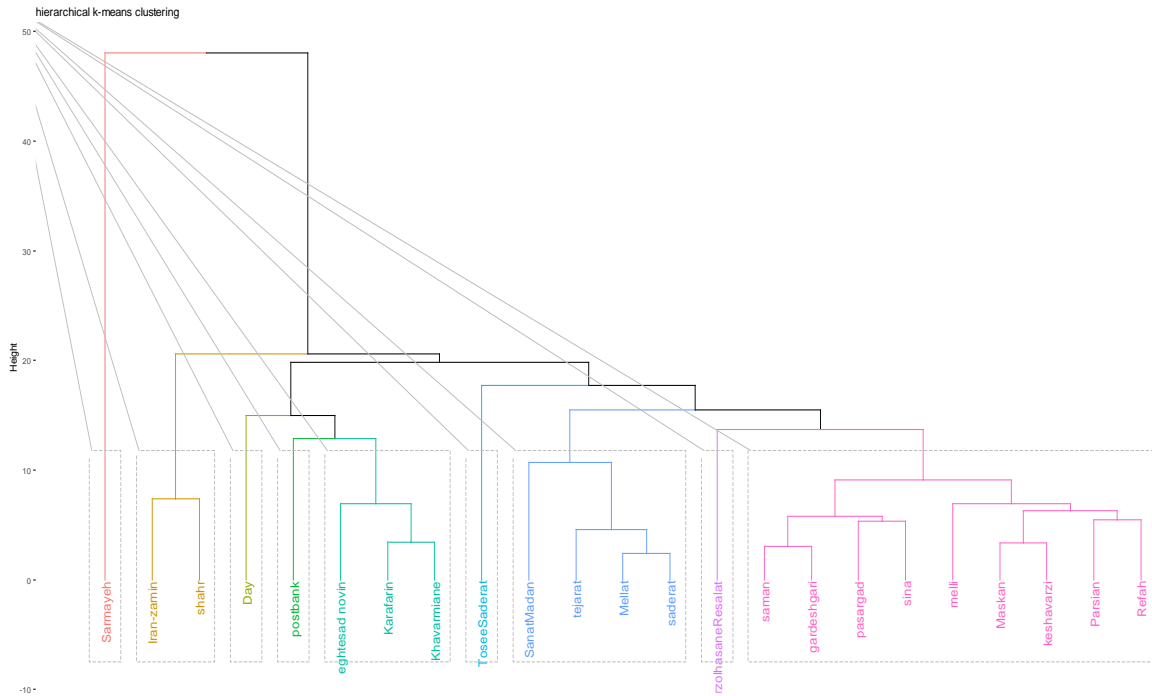 hierarchical k-means clustering
50
40
30
20
10
0
-10
Height
Sarmayeh
Iran-zamin
shahr
Day
postbank
eghtesad novin
Karafarin
Khavarmiane
ToseeSaderat
SanatMadan
tejarat
Mellat
saderat
rzolhasaneResalat
saman
gardeshgari
pasargad
sina
melli
Maskan
keshavarzi
Parsian
Refah